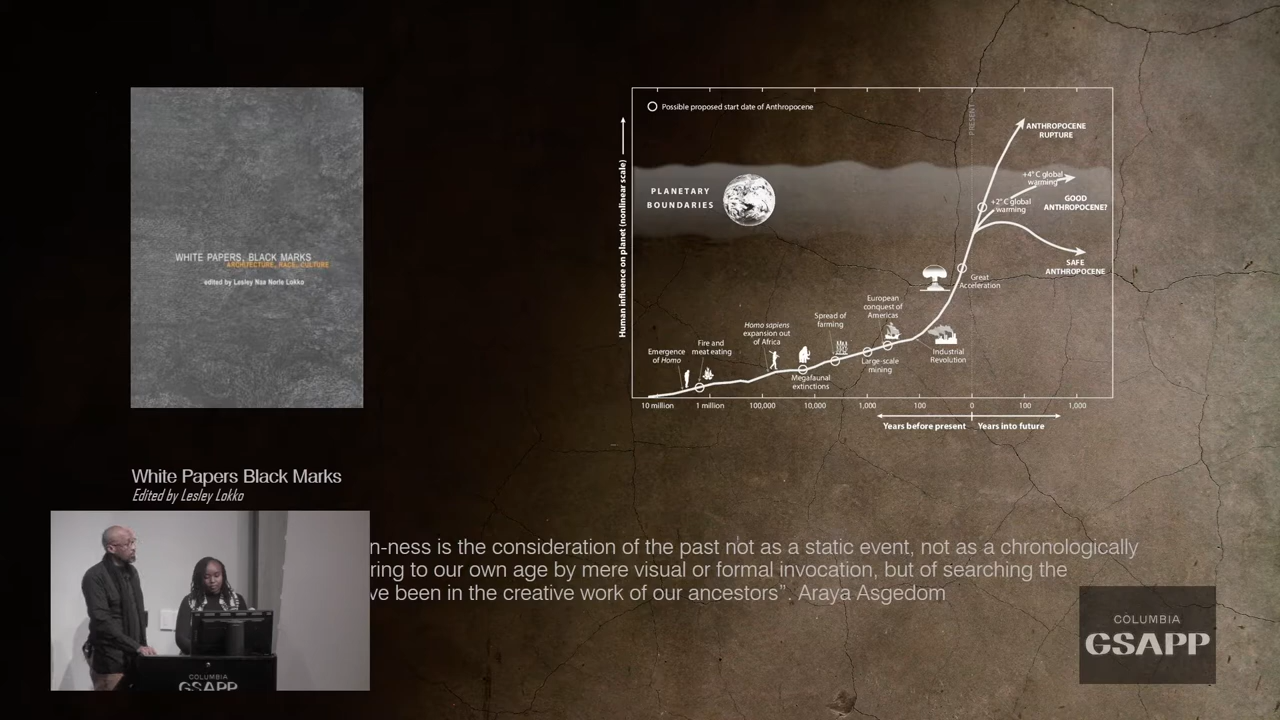 WHITE PAPERS, BLACK MARKS
ARCHITECTURE, RACE, CULTURE
edited by Lesley Naa Norle Lokko
White Papers Black Marks
Edited by Lesley Lokko
Possible proposed start date of Anthropocene
PRESENT
Human influence on planet (nonlinear scale)
PLANETARY
BOUNDARIES
ANTHROPOCENE
RUPTURE
+4° C global
warming
+2° C global
warming
GOOD
ANTHROPOCENE?
SAFE
ANTHROPOCENE
Great
Acceleration
European
conquest of
Americas
Spread of
farming
Homo sapiens
expansion out
of Africa
Fire and
meat eating
Emergence
of Homo
Megafaunal
extinctions
Large-scale
mining
Industrial
Revolution
10 million 1 million 100,000 10,000 1,000 100 0 100 1,000
Years before present Years into future
n-ness is the consideration of the past not as a static event, not as a chronologically
ring to our own age by mere visual or formal invocation, but of searching the
ve been in the creative work of our ancestors”. Araya Asgedom
COLUMBIA
GSAPP
COLUMBIA
GSAPP